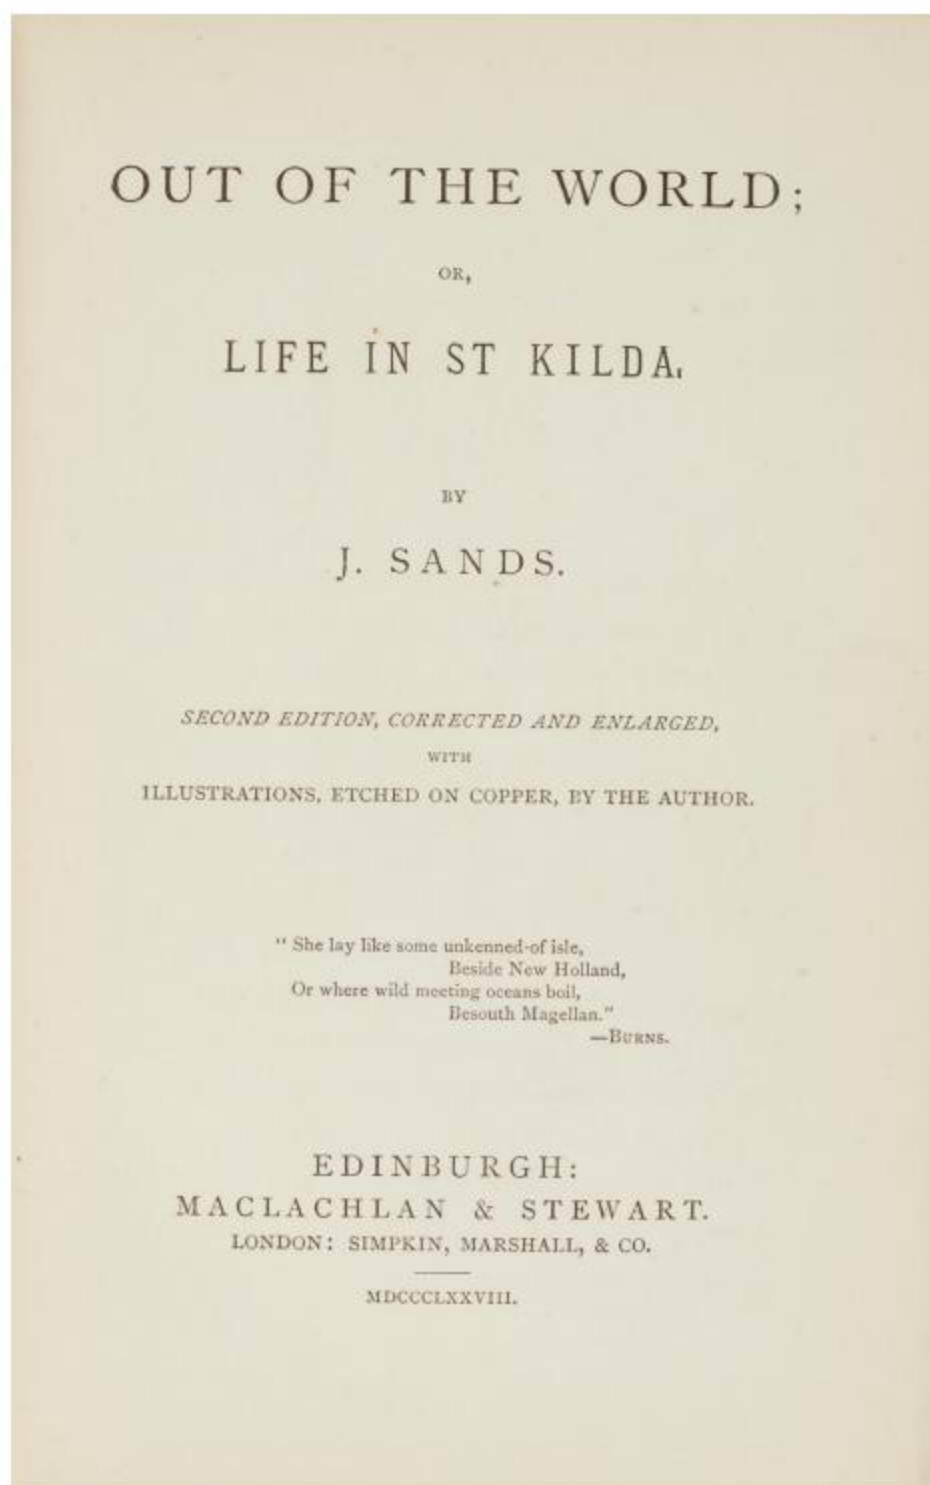 OUT OF THE WORLD;
OR,
LIFE IN ST KILDA.
BY
J. SANDS.
SECOND EDITION, CORRECTED AND ENLARGED,
WITH
ILLUSTRATIONS, ETCHED ON COPPER, BY THE AUTHOR.
" She lay like some unkenned-of isle,
Beside New Holland,
Or where wild meeting oceans boil,
Besouth Magellan."
—BURNS.
EDINBURGH:
MACLACHLAN & STEWART.
LONDON: SIMPKIN, MARSHALL, & CO.
MDCCCLXXVIII.